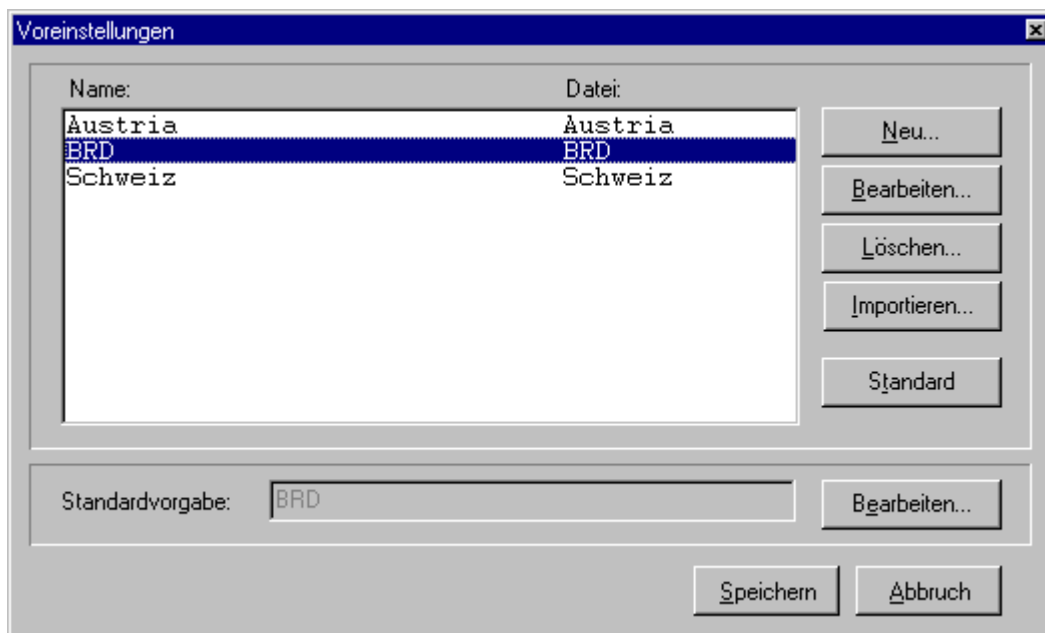 Voreinstellungen
Name: Datei:
Austria Austria
BRD BRD
Schweiz Schweiz
Neu...
Bearbeiten...
Löschen...
Importieren...
Standard
Standardvorgabe: BRD Bearbeiten...
Speichern Abbruch